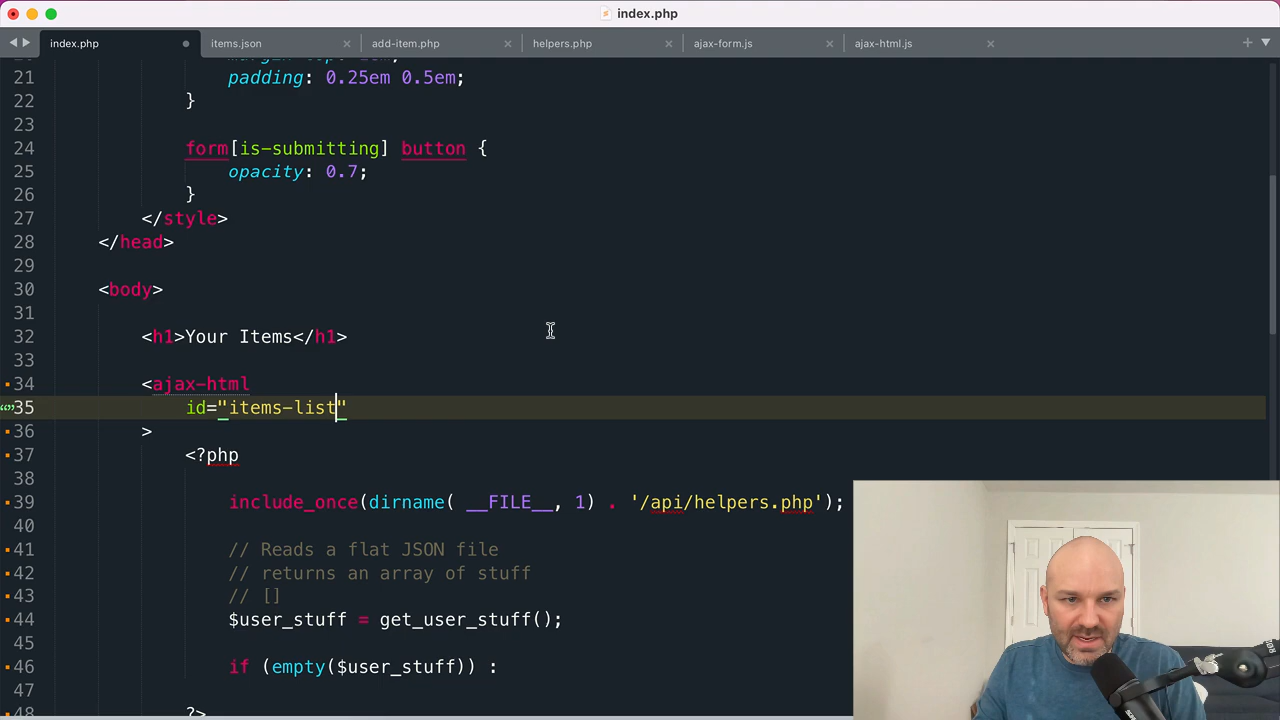 index.php
index.php
items.json
add-item.php
helpers.php
ajax-form.js
ajax-html.js
21 padding: 0.25em 0.5em;
22 }
23
24 form[is-submitting] button {
25 opacity: 0.7;
26 }
27 </style>
28 </head>
29
30 <body>
31
32 <h1>Your Items</h1>
33
34 <ajax-html
35 id="items-list"
36 >
37 <?php
38
39 include_once(dirname( __FILE__, 1) . '/api/helpers.php');
40
41 // Reads a flat JSON file
42 // returns an array of stuff
43 // []
44 $user_stuff = get_user_stuff();
45
46 if (empty($user_stuff)) :
47
48 ?>